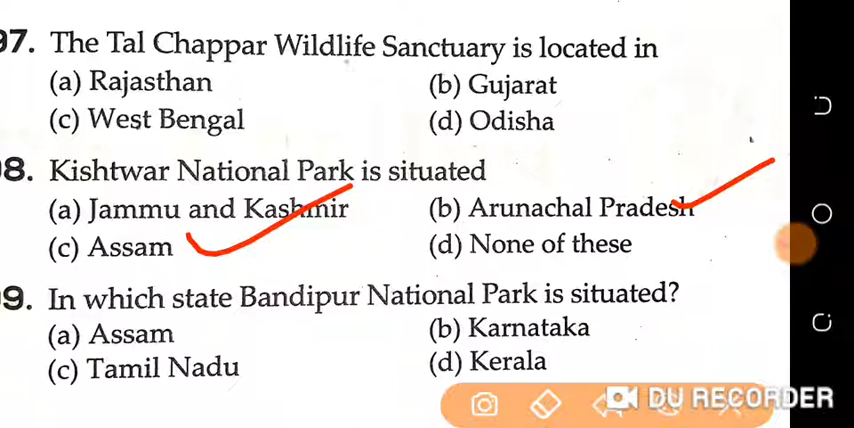 97. The Tal Chappar Wildlife Sanctuary is located in
(a) Rajasthan (b) Gujarat
(c) West Bengal (d) Odisha
8. Kishtwar National Park is situated
(a) Jammu and Kashmir (b) Arunachal Pradesh
(c) Assam (d) None of these
9. In which state Bandipur National Park is situated?
(a) Assam (b) Karnataka
(c) Tamil Nadu (d) Kerala
DU RECORDER